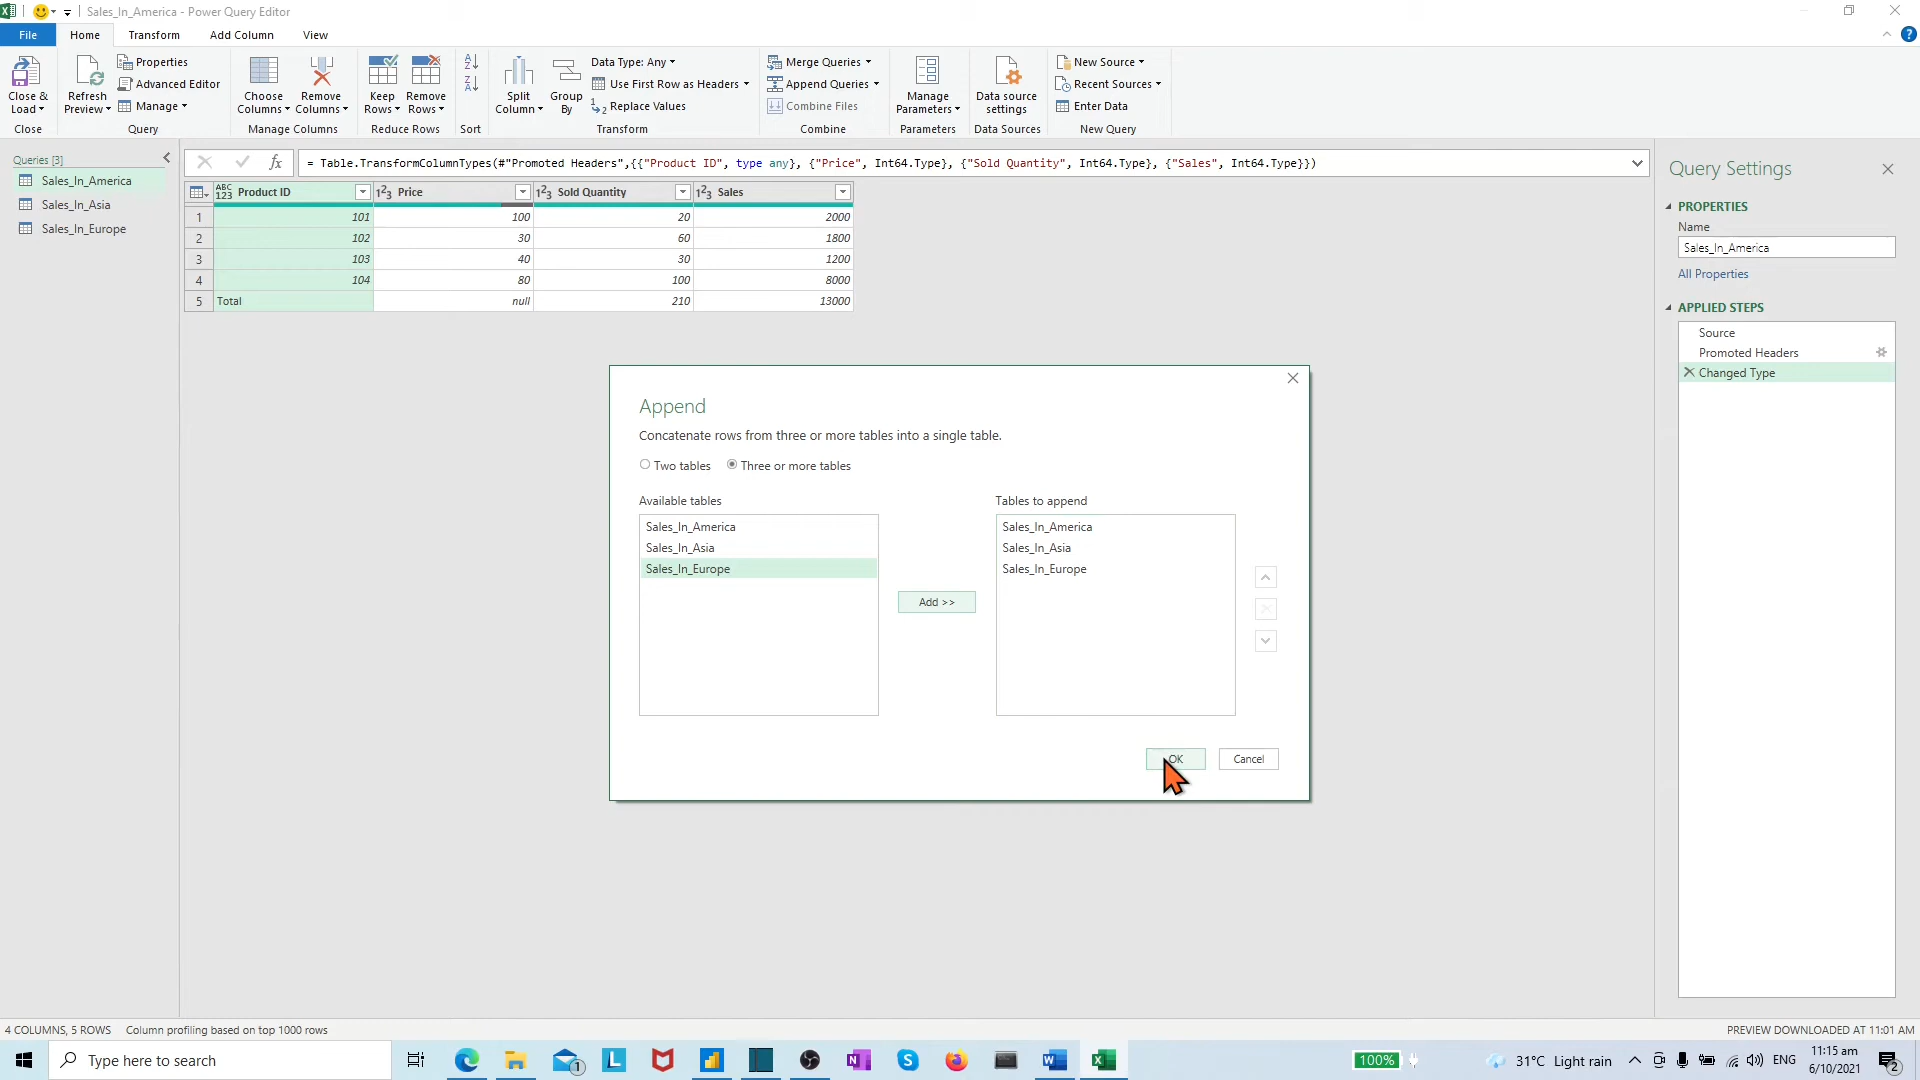 Sales_In_America - Power Query Editor
File
Home
Transform
Add Column
View
?
Close & Load
Refresh Preview
Properties
Advanced Editor
Manage
Choose Columns
Remove Columns
Keep Rows
Remove Rows
Split Column
Group By
Data Type: Any
Use First Row as Headers
Replace Values
Merge Queries
Append Queries
Combine Files
Manage Parameters
Data source settings
New Source
Recent Sources
Enter Data
Close
Query
Manage Columns
Reduce Rows
Sort
Transform
Combine
Parameters
Data Sources
New Query
Queries [3]
Sales_In_America
Sales_In_Asia
Sales_In_Europe
fx = Table.TransformColumnTypes(#"Promoted Headers",{{"Product ID", type any}, {"Price", Int64.Type}, {"Sold Quantity", Int64.Type}, {"Sales", Int64.Type}})
ABC 123 Product ID 123 Price 123 Sold Quantity 123 Sales
1 101 100 20 2000
2 102 30 60 1800
3 103 40 30 1200
4 104 80 100 8000
5 Total null 210 13000
Append
Concatenate rows from three or more tables into a single table.
Two tables Three or more tables
Available tables
Sales_In_America
Sales_In_Asia
Sales_In_Europe
Add >>
Tables to append
Sales_In_America
Sales_In_Asia
Sales_In_Europe
OK
Cancel
Query Settings
PROPERTIES
Name
Sales_In_America
All Properties
APPLIED STEPS
Source
Promoted Headers
Changed Type
4 COLUMNS, 5 ROWS Column profiling based on top 1000 rows
PREVIEW DOWNLOADED AT 11:01 AM
Type here to search
100%
31°C Light rain
ENG
11:15 am
6/10/2021
2